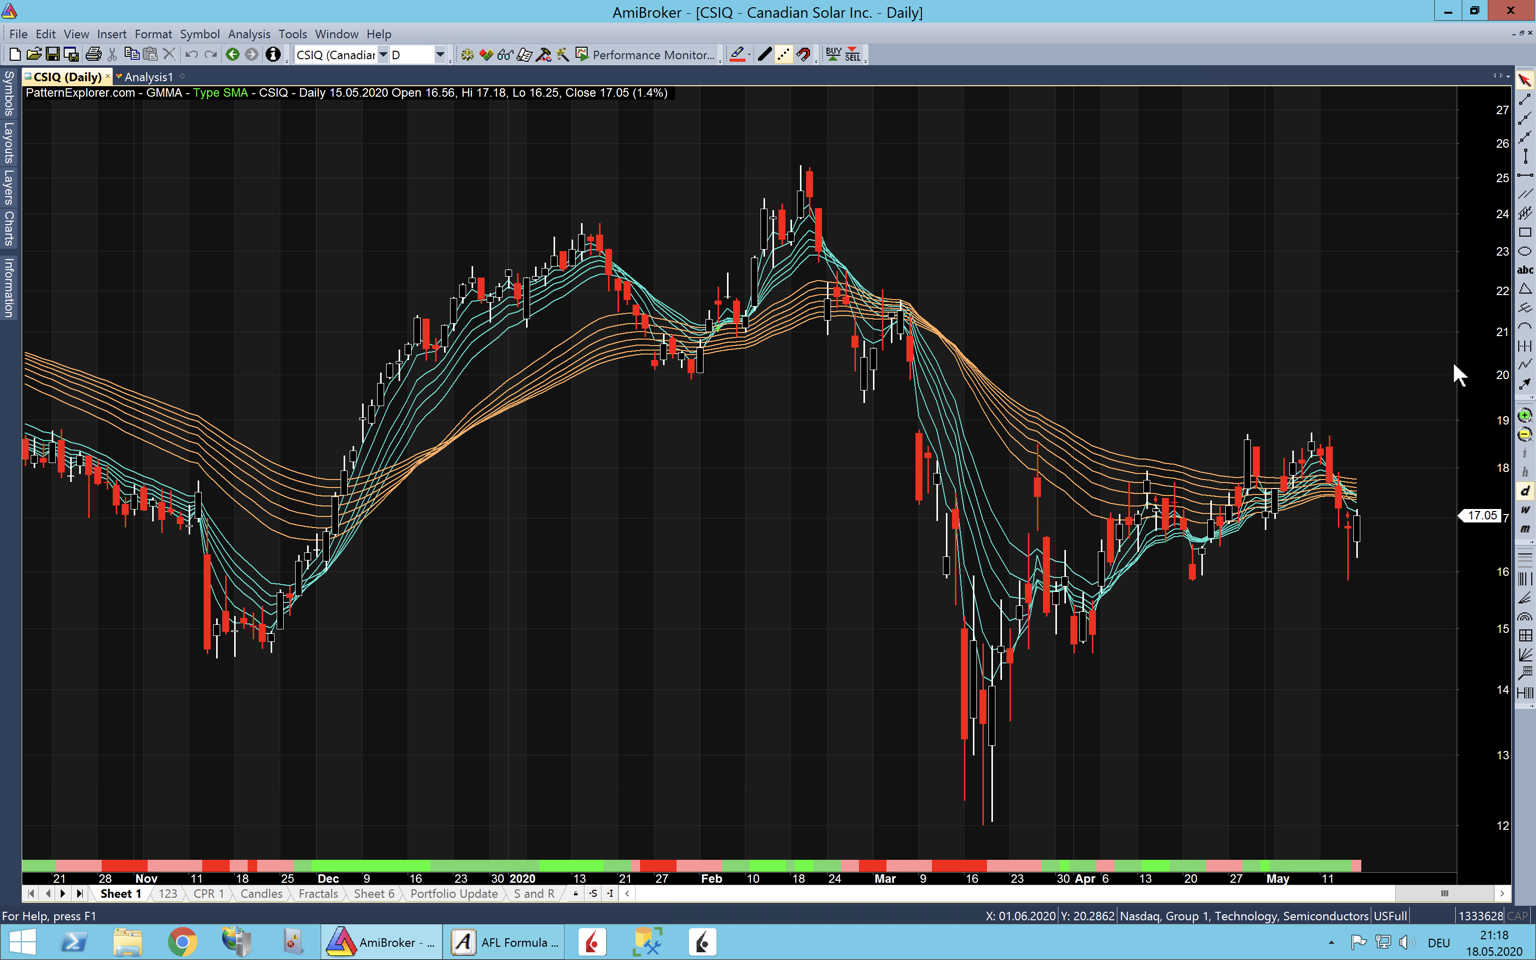 AmiBroker - [CSIQ - Canadian Solar Inc. - Daily]
File Edit View Insert Format Symbol Analysis Tools Window Help
CSIQ (Canadiar D Performance Monitor... BUY SELL
CSIQ (Daily) Analysis1
PatternExplorer.com - GMMA - Type SMA - CSIQ - Daily 15.05.2020 Open 16.56, Hi 17.18, Lo 16.25, Close 17.05 (1.4%)
Symbols
Layouts
Layers
Charts
Information
27
26
25
24
23
22
21
20
19
18
17.05
7
16
15
14
13
12
abc
i
h
d
w
m
21 28 Nov 11 18 25 Dec 9 16 23 30 2020 13 21 27 Feb 10 18 24 Mar 9 16 23 30 Apr 6 13 20 27 May 11
Sheet 1 123 CPR 1 Candles Fractals Sheet 6 Portfolio Update S and R -S -I
For Help, press F1 X: 01.06.2020 Y: 20.2862 Nasdaq, Group 1, Technology, Semiconductors USFull 1333628 CAP
AmiBroker - ... AFL Formula ... DEU 21:18
18.05.2020